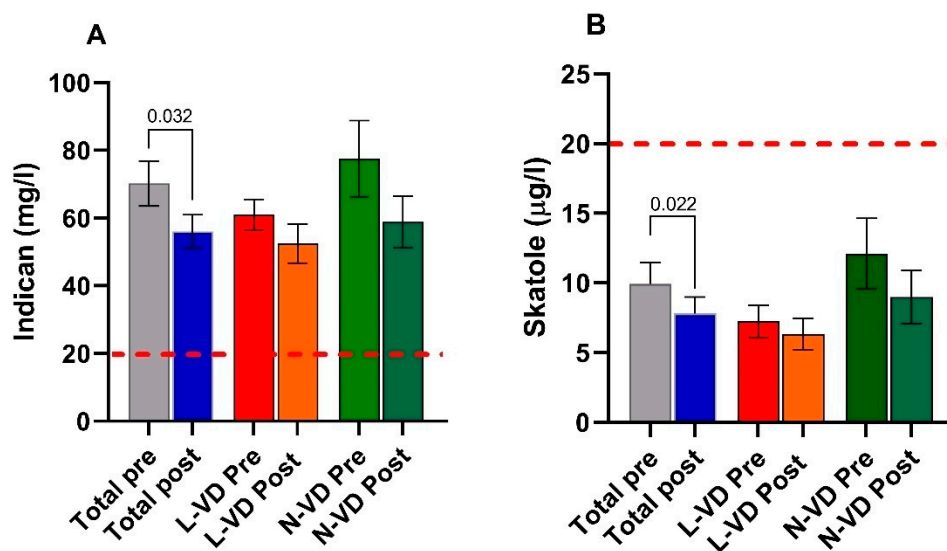 A
Indican (mg/l)
100
80
60
40
20
0
0.032
Total pre
Total post
L-VD Pre
L-VD Post
N-VD Pre
N-VD Post
B
Skatole (µg/l)
25
20
15
10
5
0
0.022
Total pre
Total post
L-VD Pre
L-VD Post
N-VD Pre
N-VD Post